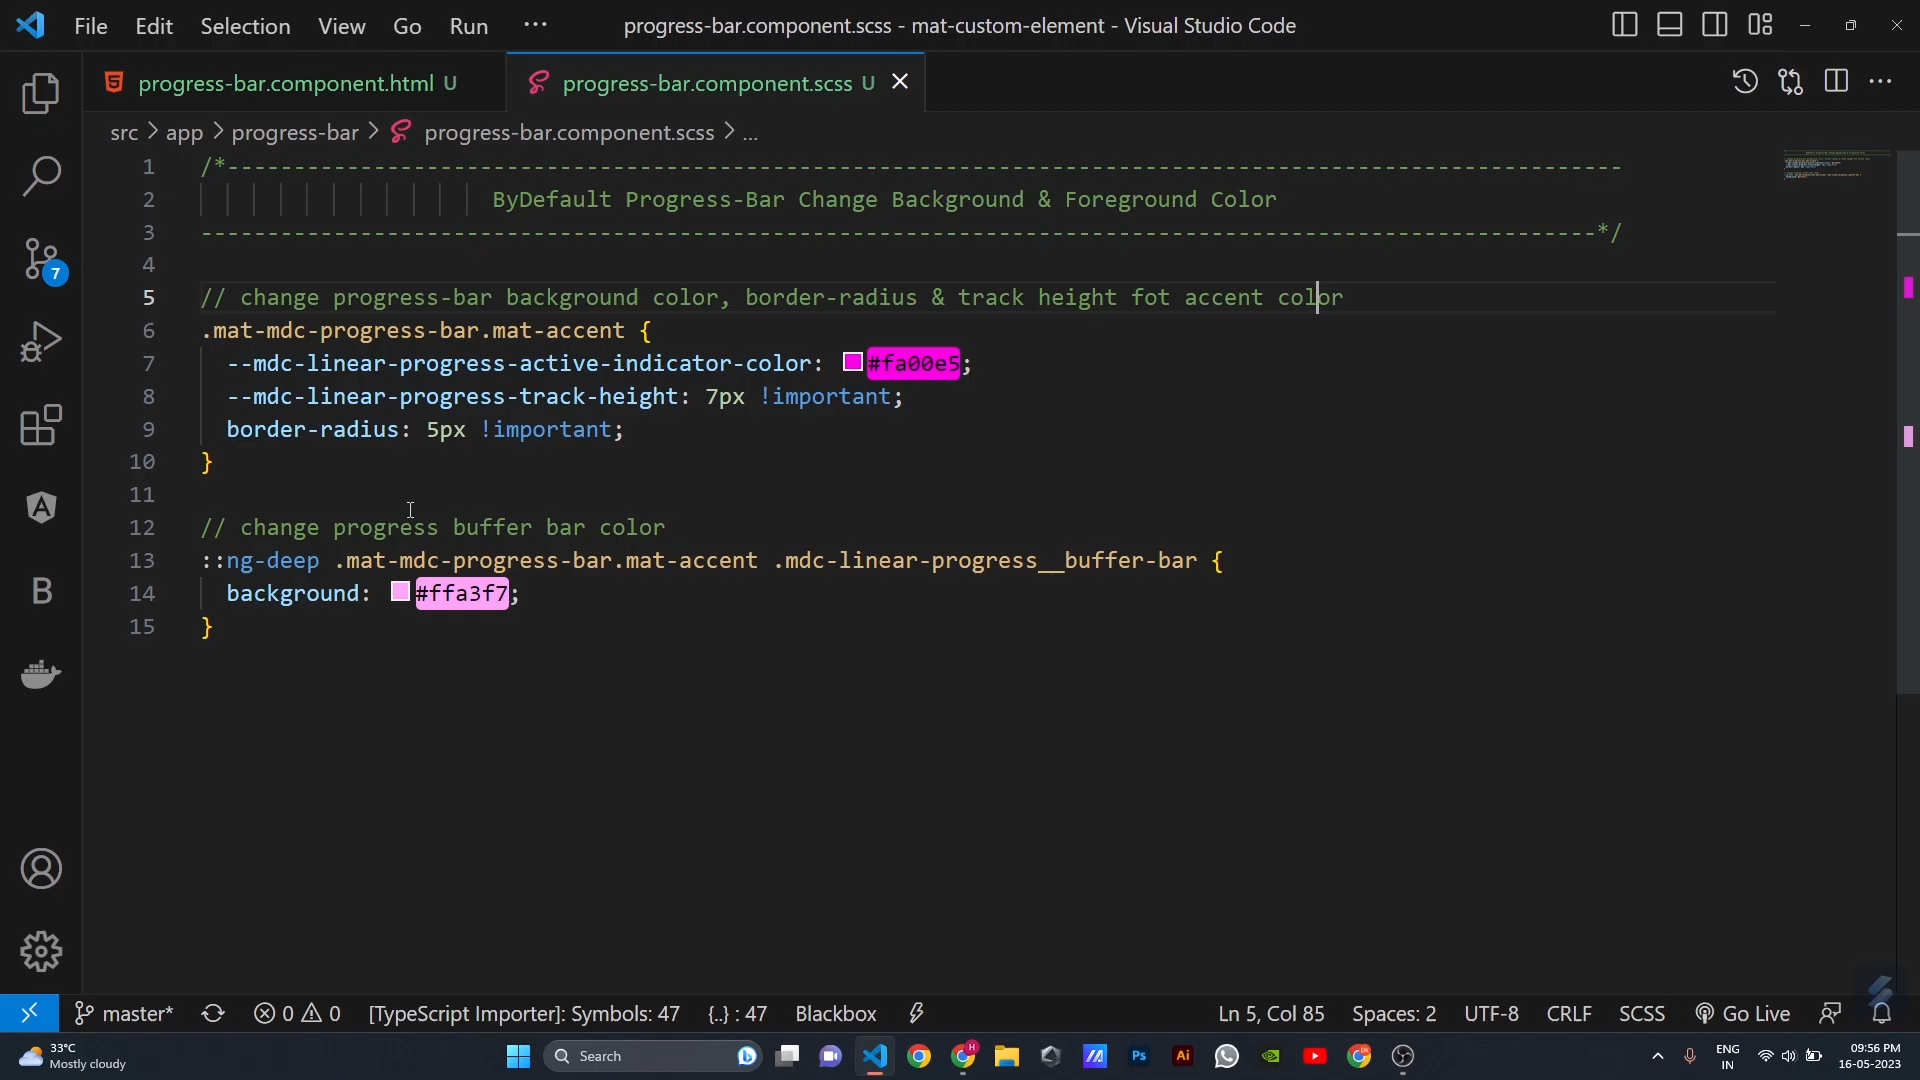 File Edit Selection View Go Run ··· progress-bar.component.scss - mat-custom-element - Visual Studio Code
progress-bar.component.html U progress-bar.component.scss U
src > app > progress-bar > progress-bar.component.scss > ...
1 /*---------------------------------------------------------------------------------------------------------
2 ByDefault Progress-Bar Change Background & Foreground Color
3 ---------------------------------------------------------------------------------------------------------*/
4
5 // change progress-bar background color, border-radius & track height fot accent color
6 .mat-mdc-progress-bar.mat-accent {
7 --mdc-linear-progress-active-indicator-color: #fa00e5;
8 --mdc-linear-progress-track-height: 7px !important;
9 border-radius: 5px !important;
10 }
11
12 // change progress buffer bar color
13 ::ng-deep .mat-mdc-progress-bar.mat-accent .mdc-linear-progress__buffer-bar {
14 background: #ffa3f7;
15 }
7
B
master* 0 0 [TypeScript Importer]: Symbols: 47 {..} : 47 Blackbox Ln 5, Col 85 Spaces: 2 UTF-8 CRLF SCSS Go Live
33°C
Mostly cloudy
Search
H
Ps
Ai
ENG
IN
09:56 PM
16-05-2023